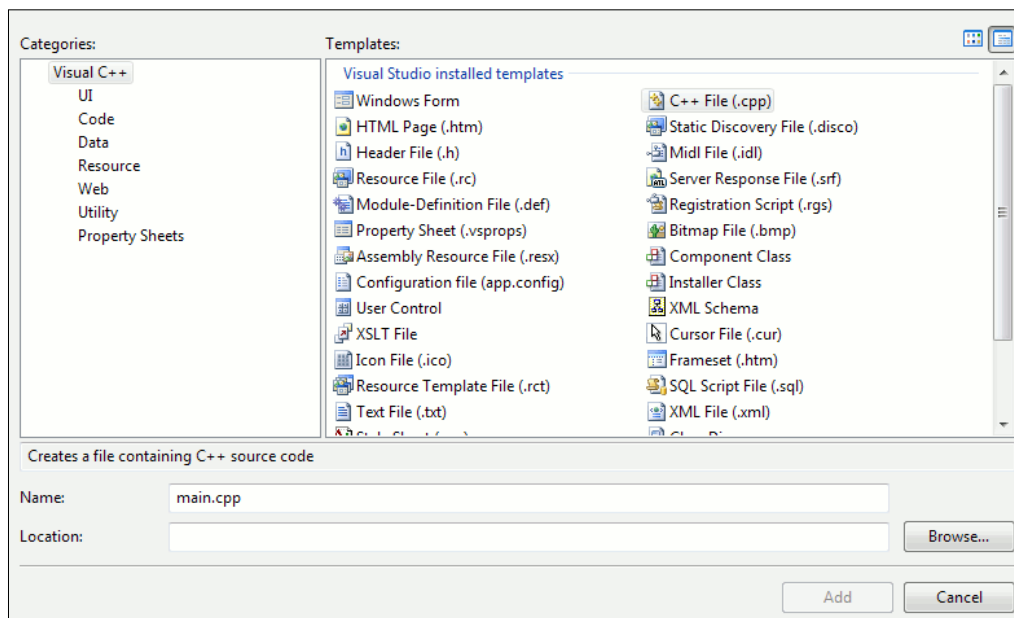 Categories:
Templates:
Visual C++
UI
Code
Data
Resource
Web
Utility
Property Sheets
Visual Studio installed templates
Windows Form
C++ File (.cpp)
HTML Page (.htm)
Static Discovery File (.disco)
Header File (.h)
Midl File (.idl)
Resource File (.rc)
Server Response File (.srf)
Module-Definition File (.def)
Registration Script (.rgs)
Property Sheet (.vsprops)
Bitmap File (.bmp)
Assembly Resource File (.resx)
Component Class
Configuration file (app.config)
Installer Class
User Control
XML Schema
XSLT File
Cursor File (.cur)
Icon File (.ico)
Frameset (.htm)
Resource Template File (.rct)
SQL Script File (.sql)
Text File (.txt)
XML File (.xml)
Creates a file containing C++ source code
Name:
main.cpp
Location:
Browse...
Add
Cancel